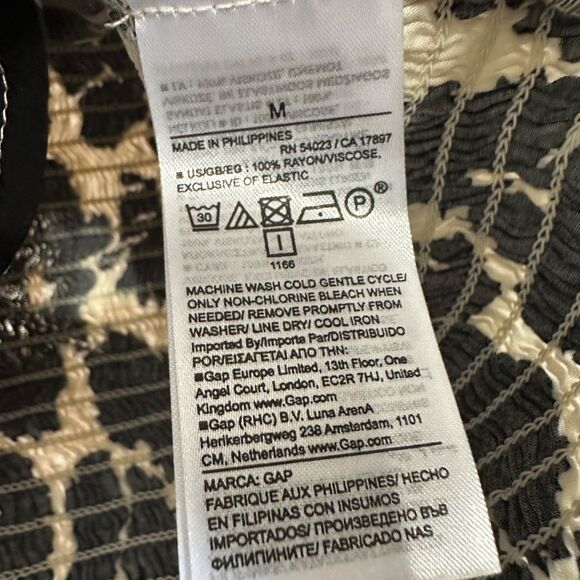 M
MADE IN PHILIPPINES
RN 54023 / CA 17897
■ US/GB/EG : 100% RAYON/VISCOSE,
EXCLUSIVE OF ELASTIC
30 P ®
1166
MACHINE WASH COLD GENTLE CYCLE/
ONLY NON-CHLORINE BLEACH WHEN
NEEDED/ REMOVE PROMPTLY FROM
WASHER/ LINE DRY/ COOL IRON
Imported By/Importe Par/DISTRIBUIDO
POR/ΕΙΣΑΓΕΤΑΙ ΑΠΟ ΤΗΝ:
■Gap Europe Limited, 13th Floor, One
Angel Court, London, EC2R 7HJ, United
Kingdom www.Gap.com
■Gap (RHC) B.V. Luna ArenA
Herikerbergweg 238 Amsterdam, 1101
CM, Netherlands www.Gap.com.
MARCA: GAP
FABRIQUE AUX PHILIPPINES/ HECHO
EN FILIPINAS CON INSUMOS
IMPORTADOS/ ПРОИЗВЕДЕНО ВЪВ
ФИЛИПИНИТЕ/ FABRICADO NAS